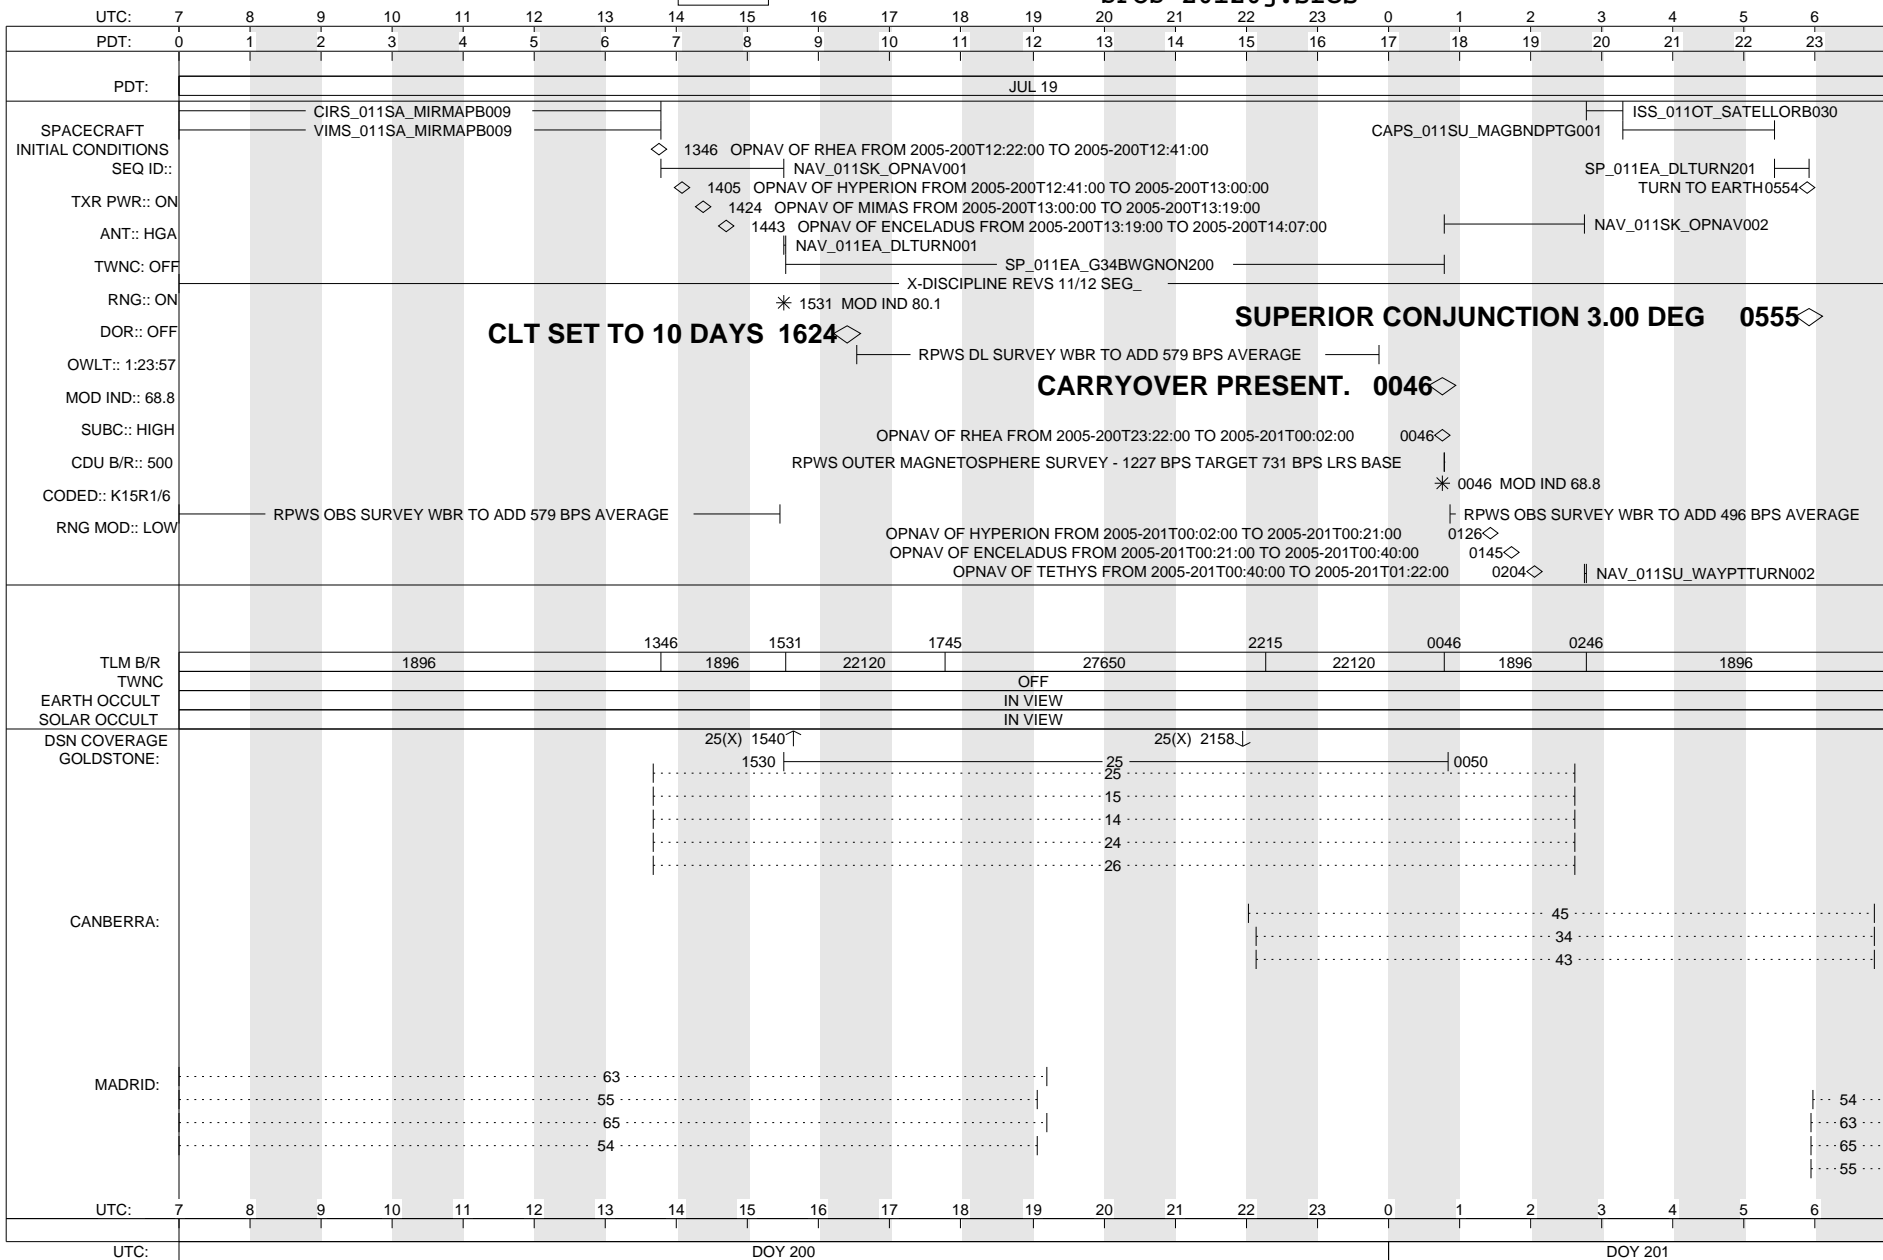 UTC: 7 8 9 10 11 12 13 14 15 16 17 18 19 20 21 22 23 0 1 2 3 4 5 6
PDT: 0 1 2 3 4 5 6 7 8 9 10 11 12 13 14 15 16 17 18 19 20 21 22 23
PDT: JUL 19
CIRS_011SA_MIRMAPB009 ISS_011OT_SATELLORB030
SPACECRAFT VIMS_011SA_MIRMAPB009 CAPS_011SU_MAGBNDPTG001
INITIAL CONDITIONS 1346 OPNAV OF RHEA FROM 2005-200T12:22:00 TO 2005-200T12:41:00
SEQ ID:: NAV_011SK_OPNAV001 SP_011EA_DLTURN201
1405 OPNAV OF HYPERION FROM 2005-200T12:41:00 TO 2005-200T13:00:00 TURN TO EARTH 0554
TXR PWR:: ON 1424 OPNAV OF MIMAS FROM 2005-200T13:00:00 TO 2005-200T13:19:00
1443 OPNAV OF ENCELADUS FROM 2005-200T13:19:00 TO 2005-200T14:07:00 NAV_011SK_OPNAV002
ANT:: HGA
NAV_011EA_DLTURN001
TWNC: OFF SP_011EA_G34BWGNON200
X-DISCIPLINE REVS 11/12 SEG_
RNG:: ON 1531 MOD IND 80.1
SUPERIOR CONJUNCTION 3.00 DEG 0555
DOR:: OFF CLT SET TO 10 DAYS 1624
RPWS DL SURVEY WBR TO ADD 579 BPS AVERAGE
OWLT:: 1:23:57
CARRYOVER PRESENT. 0046
MOD IND:: 68.8
SUBC:: HIGH
OPNAV OF RHEA FROM 2005-200T23:22:00 TO 2005-201T00:02:00 0046
CDU B/R:: 500 RPWS OUTER MAGNETOSPHERE SURVEY - 1227 BPS TARGET 731 BPS LRS BASE
0046 MOD IND 68.8
CODED:: K15R1/6
RPWS OBS SURVEY WBR TO ADD 579 BPS AVERAGE RPWS OBS SURVEY WBR TO ADD 496 BPS AVERAGE
RNG MOD:: LOW
OPNAV OF HYPERION FROM 2005-201T00:02:00 TO 2005-201T00:21:00 0126
OPNAV OF ENCELADUS FROM 2005-201T00:21:00 TO 2005-201T00:40:00 0145
OPNAV OF TETHYS FROM 2005-201T00:40:00 TO 2005-201T01:22:00 0204 NAV_011SU_WAYPTTURN002
1346 1531 1745 2215 0046 0246
TLM B/R 1896 1896 22120 27650 22120 1896 1896
TWNC OFF
EARTH OCCULT IN VIEW
SOLAR OCCULT IN VIEW
DSN COVERAGE 25(X) 1540 25(X) 2158
GOLDSTONE: 1530 25 0050
25
15
14
24
26
CANBERRA: 45
34
43
MADRID: 63
55 54
65 63
54 65
55
UTC: 7 8 9 10 11 12 13 14 15 16 17 18 19 20 21 22 23 0 1 2 3 4 5 6
UTC: DOY 200 DOY 201